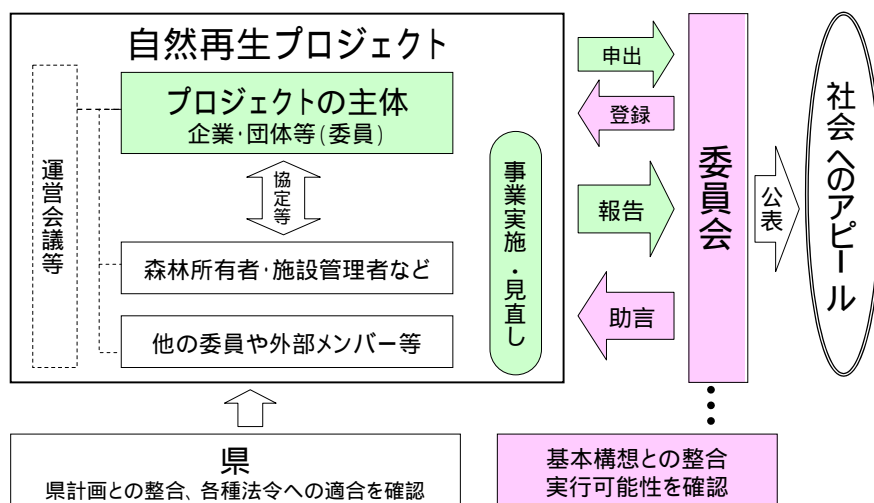 自然再生プロジェクト
運営会議等
プロジェクトの主体
企業･団体等(委員)
協定等
森林所有者･施設管理者など
他の委員や外部メンバー等
事業実施・見直し
申出
登録
報告
助言
委員会
公表
社会へのアピール
県
県計画との整合、各種法令への適合を確認
基本構想との整合
実行可能性を確認